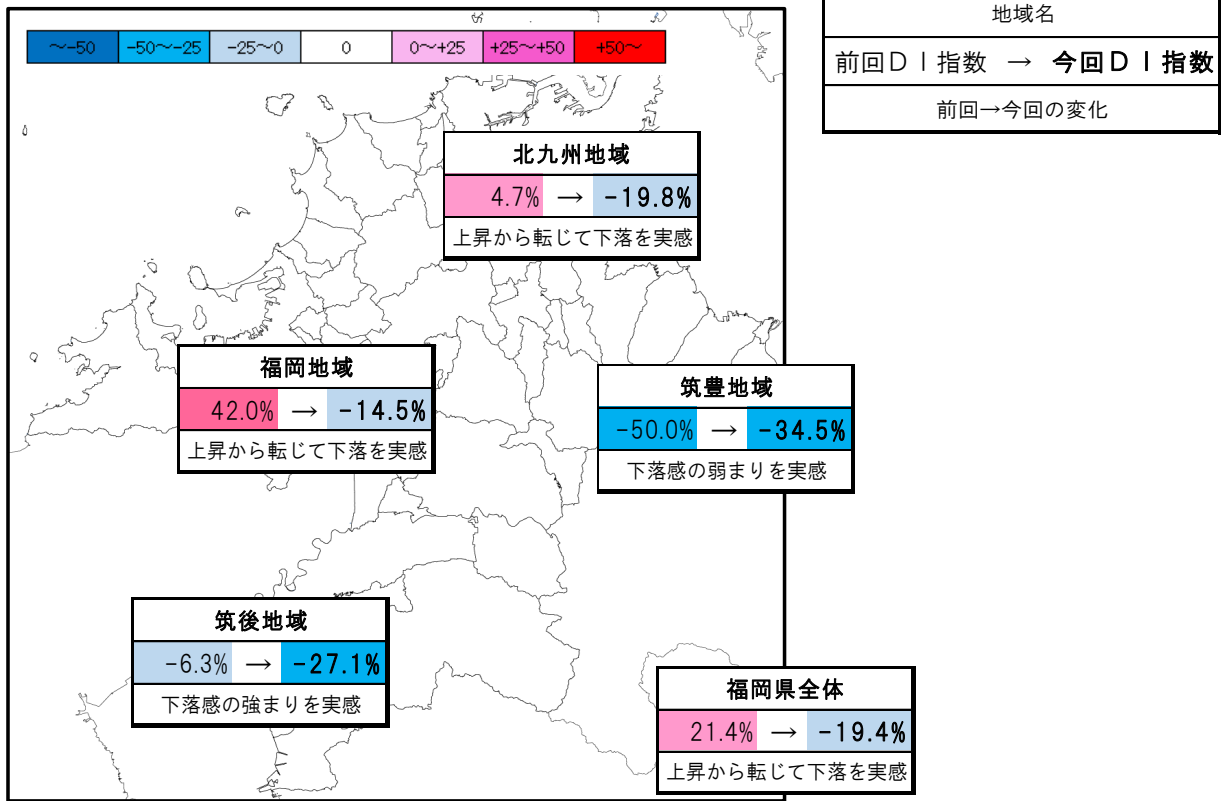 ～-50 -50～-25 -25～0 0 0～+25 +25～+50 +50～
地域名
前回ＤＩ指数 → 今回ＤＩ指数
前回→今回の変化
北九州地域
4.7% → -19.8%
上昇から転じて下落を実感
福岡地域
42.0% → -14.5%
上昇から転じて下落を実感
筑豊地域
-50.0% → -34.5%
下落感の弱まりを実感
筑後地域
-6.3% → -27.1%
下落感の強まりを実感
福岡県全体
21.4% → -19.4%
上昇から転じて下落を実感